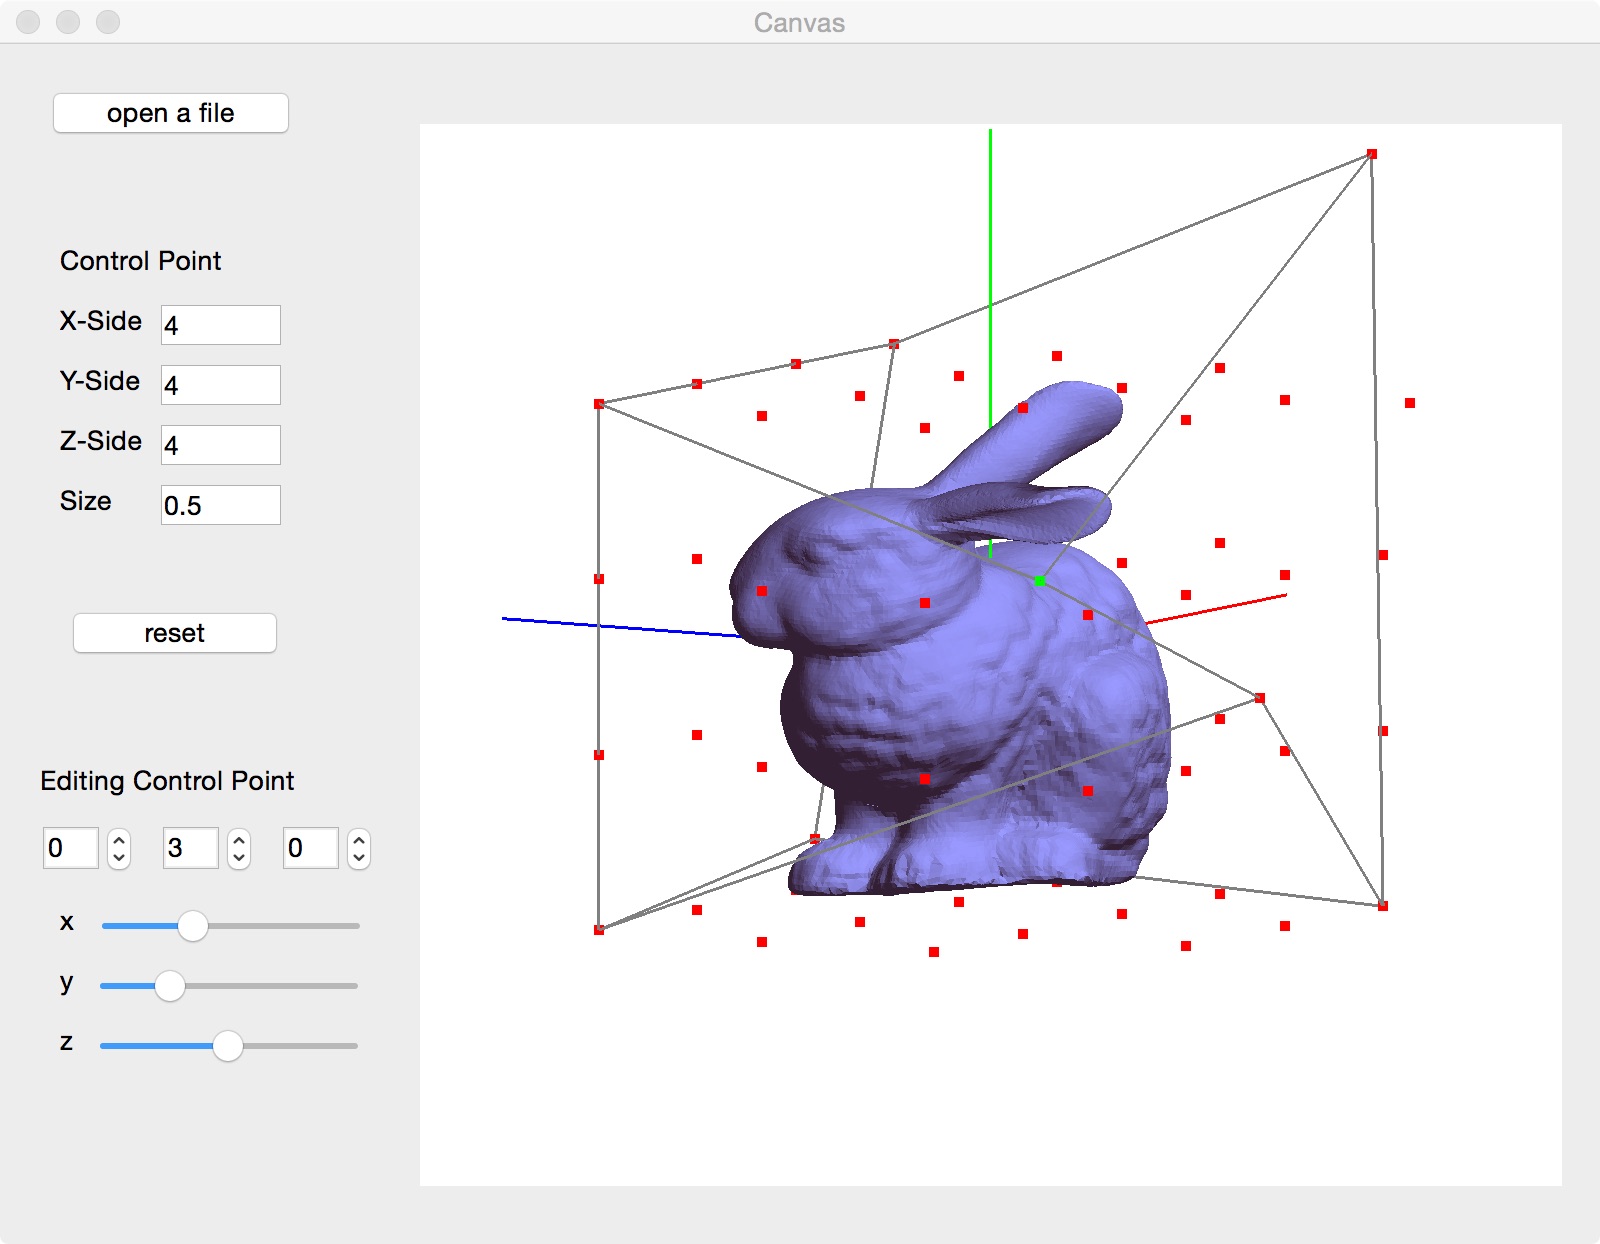 Canvas
open a file
Control Point
X-Side 4
Y-Side 4
Z-Side 4
Size 0.5
reset
Editing Control Point
0 3 0
x
y
z